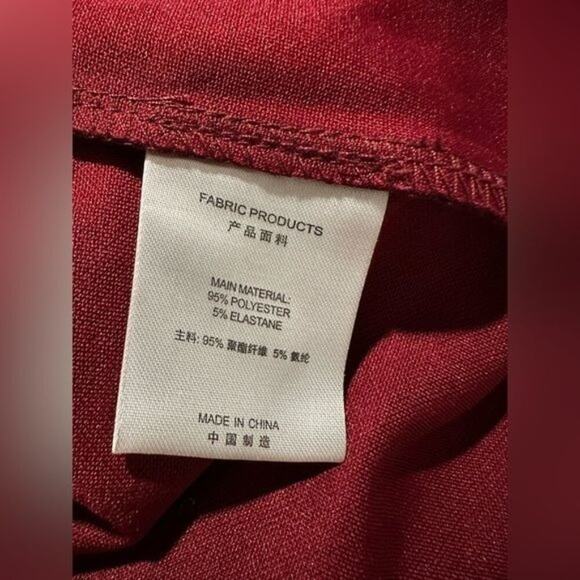 FABRIC PRODUCTS
产品面料
MAIN MATERIAL:
95% POLYESTER
5% ELASTANE
主料: 95% 聚酯纤维 5% 氨纶
MADE IN CHINA
中国制造